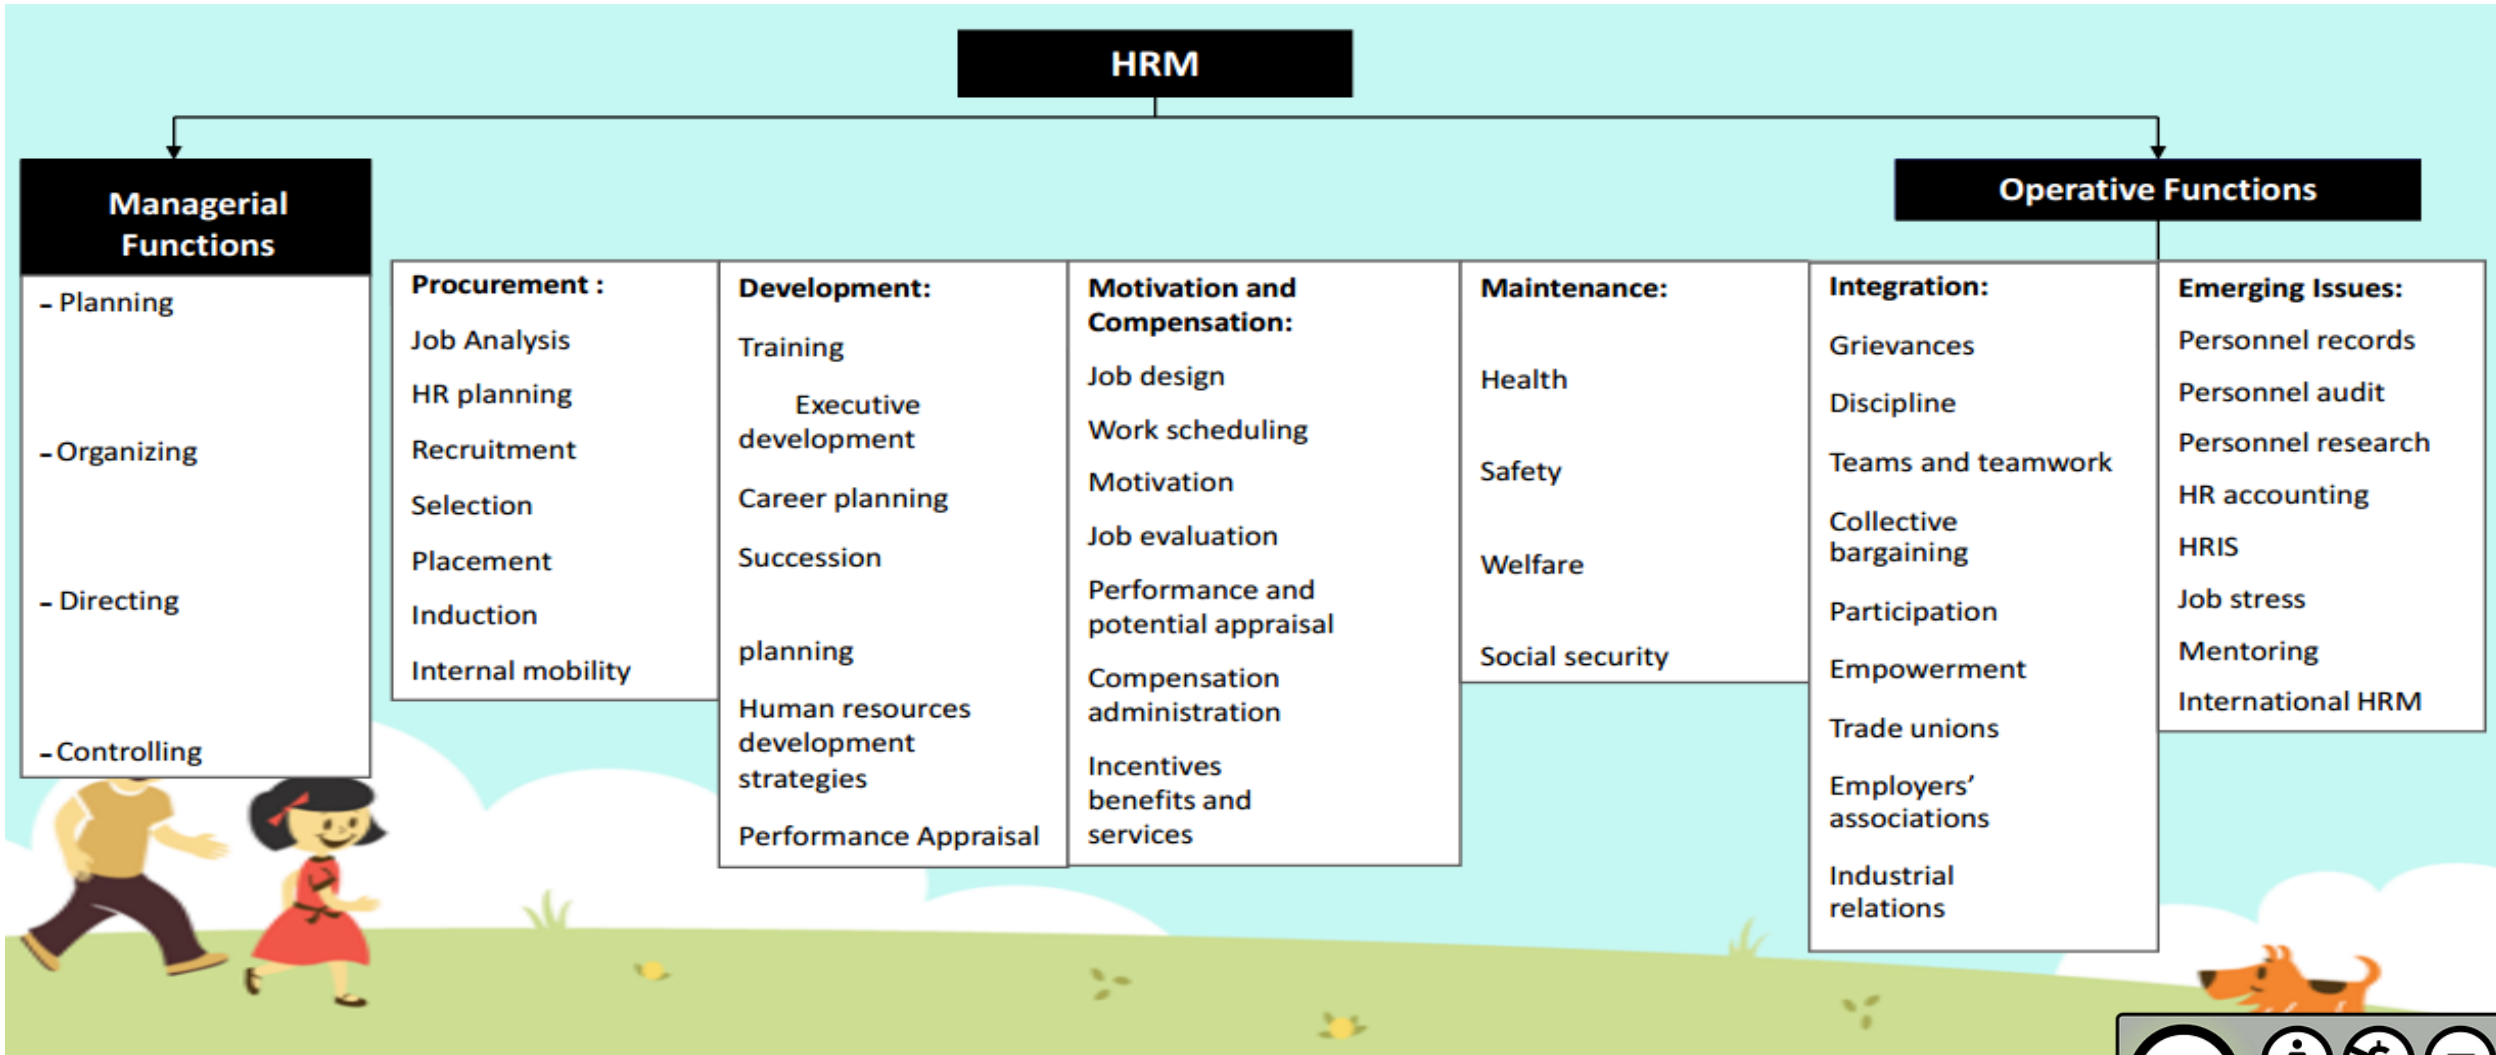 HRM
Managerial
Functions
- Planning
- Organizing
- Directing
- Controlling
Operative Functions
Procurement :
Job Analysis
HR planning
Recruitment
Selection
Placement
Induction
Internal mobility
Development:
Training
Executive
development
Career planning
Succession
planning
Human resources
development
strategies
Performance Appraisal
Motivation and
Compensation:
Job design
Work scheduling
Motivation
Job evaluation
Performance and
potential appraisal
Compensation
administration
Incentives
benefits and
services
Maintenance:
Health
Safety
Welfare
Social security
Integration:
Grievances
Discipline
Teams and teamwork
Collective
bargaining
Participation
Empowerment
Trade unions
Employers’
associations
Industrial
relations
Emerging Issues:
Personnel records
Personnel audit
Personnel research
HR accounting
HRIS
Job stress
Mentoring
International HRM